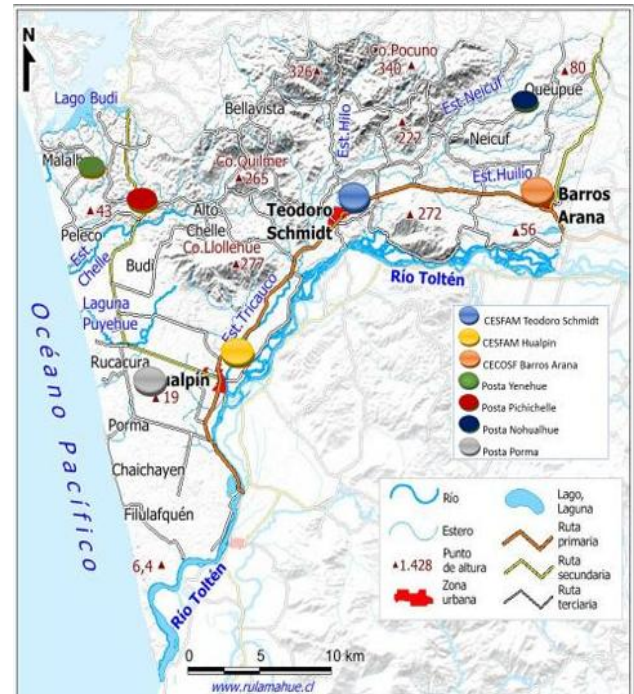 N
Co.Pocuno
326
340
80
Est.Neicuf
Queupue
Lago Budi
Bellavista
Est.Hilo
222
Neicuf
Co.Quilmer
265
Est.Huilio
43
Alto
Chelle
Teodoro
Schmidt
272
Barros
Arana
56
Peleco
Est.
Chelle
Budi
Co.Llollehue
277
Río Toltén
Laguna
Puyehue
Est.Tricauco
Océano Pacífico
Rucacura
19
Porma
Chaichayen
Filulafquén
6,4
Río Toltén
CESFAM Teodoro Schmidt
CESFAM Hualpin
CECOSF Barros Arana
Posta Yenehue
Posta Pichichelle
Posta Nohualhue
Posta Porma
Río
Lago,
Laguna
Estero
Ruta
primaria
Punto
de altura
1.428
Ruta
secundaria
Zona
urbana
Ruta
terciaria
0 5 10 km
www.rulamahue.cl